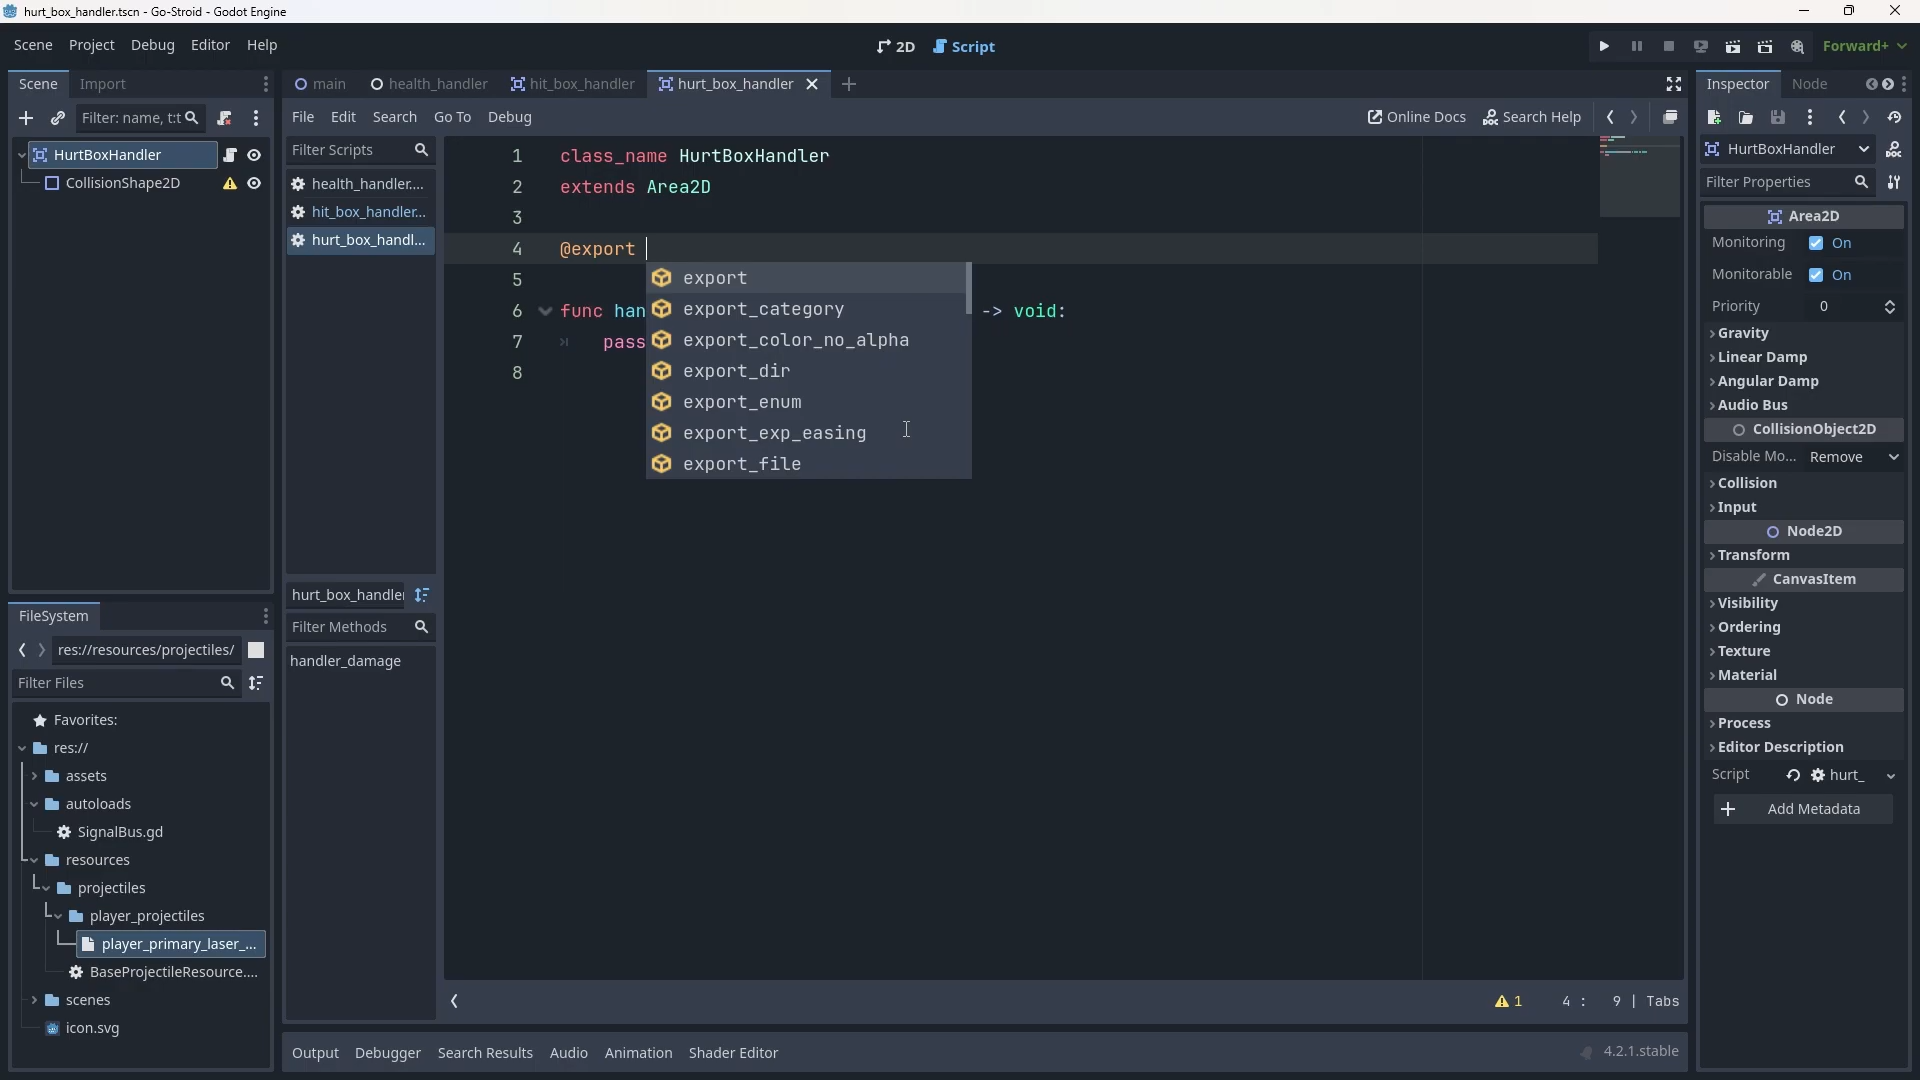 hurt_box_handler.tscn - Go-Stroid - Godot Engine
Scene Project Debug Editor Help
2D Script
Forward+
Scene Import
main health_handler hit_box_handler hurt_box_handler
Inspector Node
Filter: name, t:t
File Edit Search Go To Debug
Online Docs Search Help
HurtBoxHandler
CollisionShape2D
Filter Scripts
health_handler....
hit_box_handler...
hurt_box_handl...
1 class_name HurtBoxHandler
2 extends Area2D
3
4 @export
5
6 func han -> void:
7 pass
8
export
export_category
export_color_no_alpha
export_dir
export_enum
export_exp_easing
export_file
hurt_box_handler
Filter Methods
handler_damage
4 : 9 | Tabs
1
HurtBoxHandler
Filter Properties
Area2D
Monitoring On
Monitorable On
Priority 0
Gravity
Linear Damp
Angular Damp
Audio Bus
CollisionObject2D
Disable Mo... Remove
Collision
Input
Node2D
Transform
CanvasItem
Visibility
Ordering
Texture
Material
Node
Process
Editor Description
Script hurt_
Add Metadata
FileSystem
res://resources/projectiles/
Filter Files
Favorites:
res://
assets
autoloads
SignalBus.gd
resources
projectiles
player_projectiles
player_primary_laser_...
BaseProjectileResource....
scenes
icon.svg
Output Debugger Search Results Audio Animation Shader Editor
4.2.1.stable